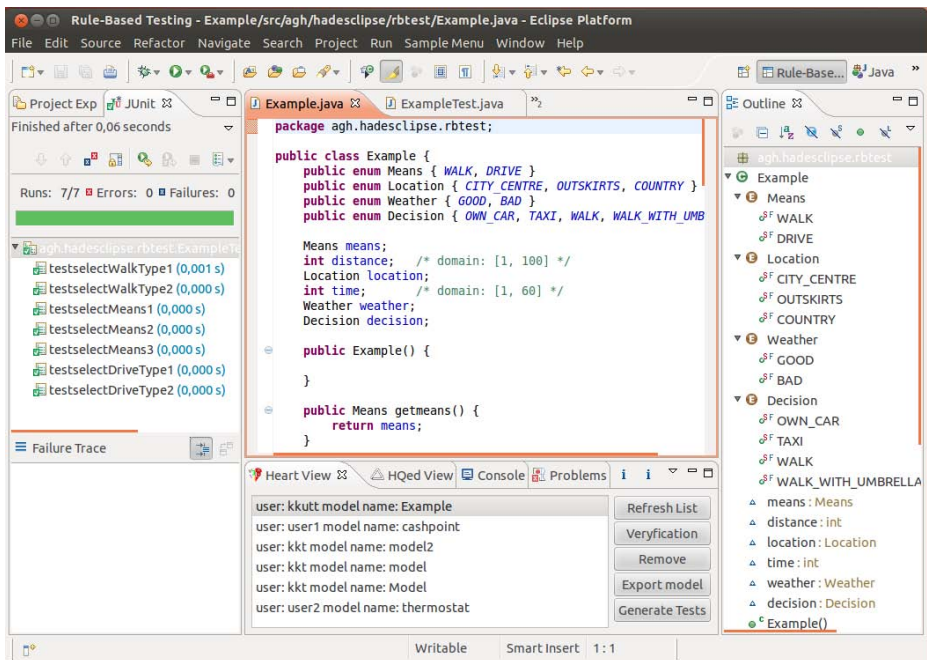 Rule-Based Testing - Example/src/agh/hadesclipse/rbtest/Example.java - Eclipse Platform
File Edit Source Refactor Navigate Search Project Run Sample Menu Window Help
Rule-Base... Java »
Project Exp JUnit
Finished after 0,06 seconds
Runs: 7/7 Errors: 0 Failures: 0
agh.hadesclipse.rbtest.ExampleTe
testselectWalkType1 (0,001 s)
testselectWalkType2 (0,000 s)
testselectMeans1 (0,000 s)
testselectMeans2 (0,000 s)
testselectMeans3 (0,000 s)
testselectDriveType1 (0,000 s)
testselectDriveType2 (0,000 s)
Failure Trace
Example.java ExampleTest.java »2
package agh.hadesclipse.rbtest;
public class Example {
public enum Means { WALK, DRIVE }
public enum Location { CITY_CENTRE, OUTSKIRTS, COUNTRY }
public enum Weather { GOOD, BAD }
public enum Decision { OWN_CAR, TAXI, WALK, WALK_WITH_UMB
Means means;
int distance; /* domain: [1, 100] */
Location location;
int time; /* domain: [1, 60] */
Weather weather;
Decision decision;
public Example() {
}
public Means getmeans() {
return means;
}
Heart View HQed View Console Problems i i
user: kkutt model name: Example
user: user1 model name: cashpoint
user: kkt model name: model2
user: kkt model name: model
user: kkt model name: Model
user: user2 model name: thermostat
Refresh List
Veryfication
Remove
Export model
Generate Tests
Outline
agh.hadesclipse.rbtest
Example
Means
WALK
DRIVE
Location
CITY_CENTRE
OUTSKIRTS
COUNTRY
Weather
GOOD
BAD
Decision
OWN_CAR
TAXI
WALK
WALK_WITH_UMBRELLA
means : Means
distance : int
location : Location
time : int
weather : Weather
decision : Decision
Example()
Writable Smart Insert 1 : 1